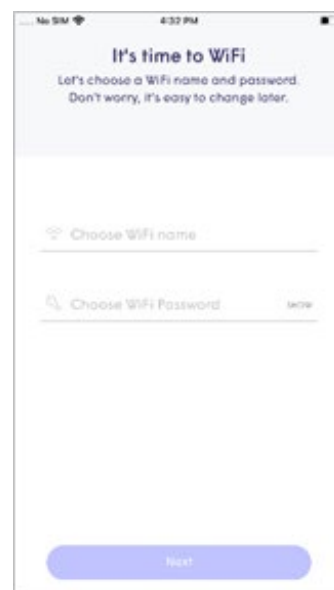 No SIM 4:32 PM
It's time to WiFi
Let's choose a WiFi name and password.
Don't worry, it's easy to change later.
Choose WiFi name
Choose WiFi Password SHOW
Next